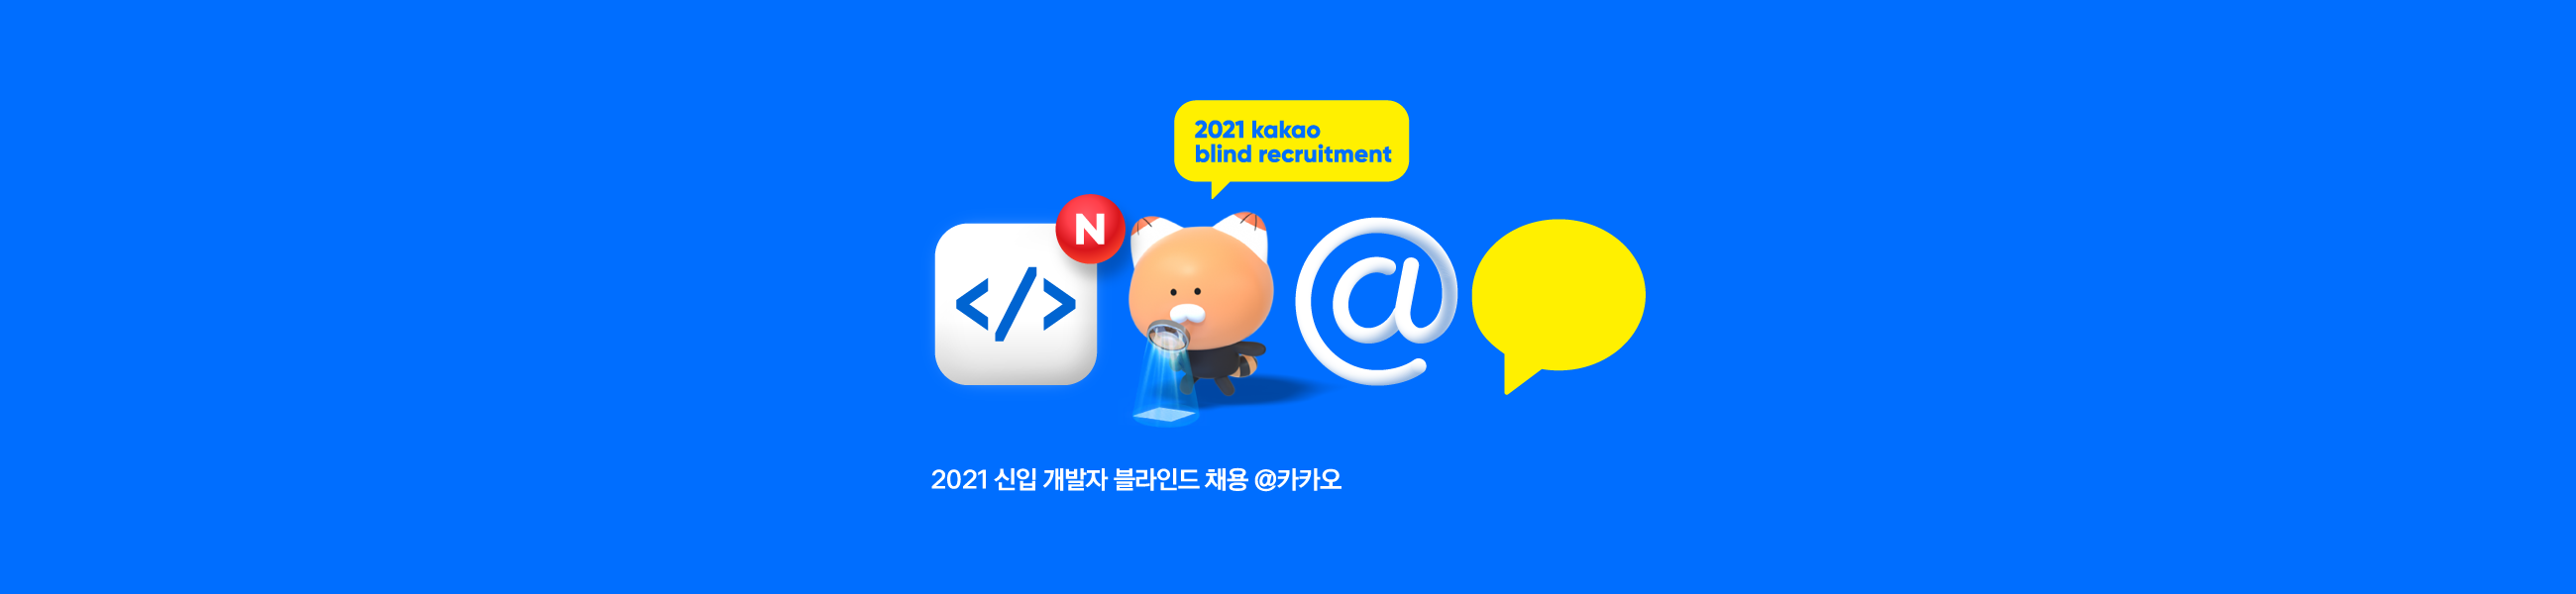 2021 kakao
blind recruitment
N
</>
@
2021 신입 개발자 블라인드 채용 @카카오